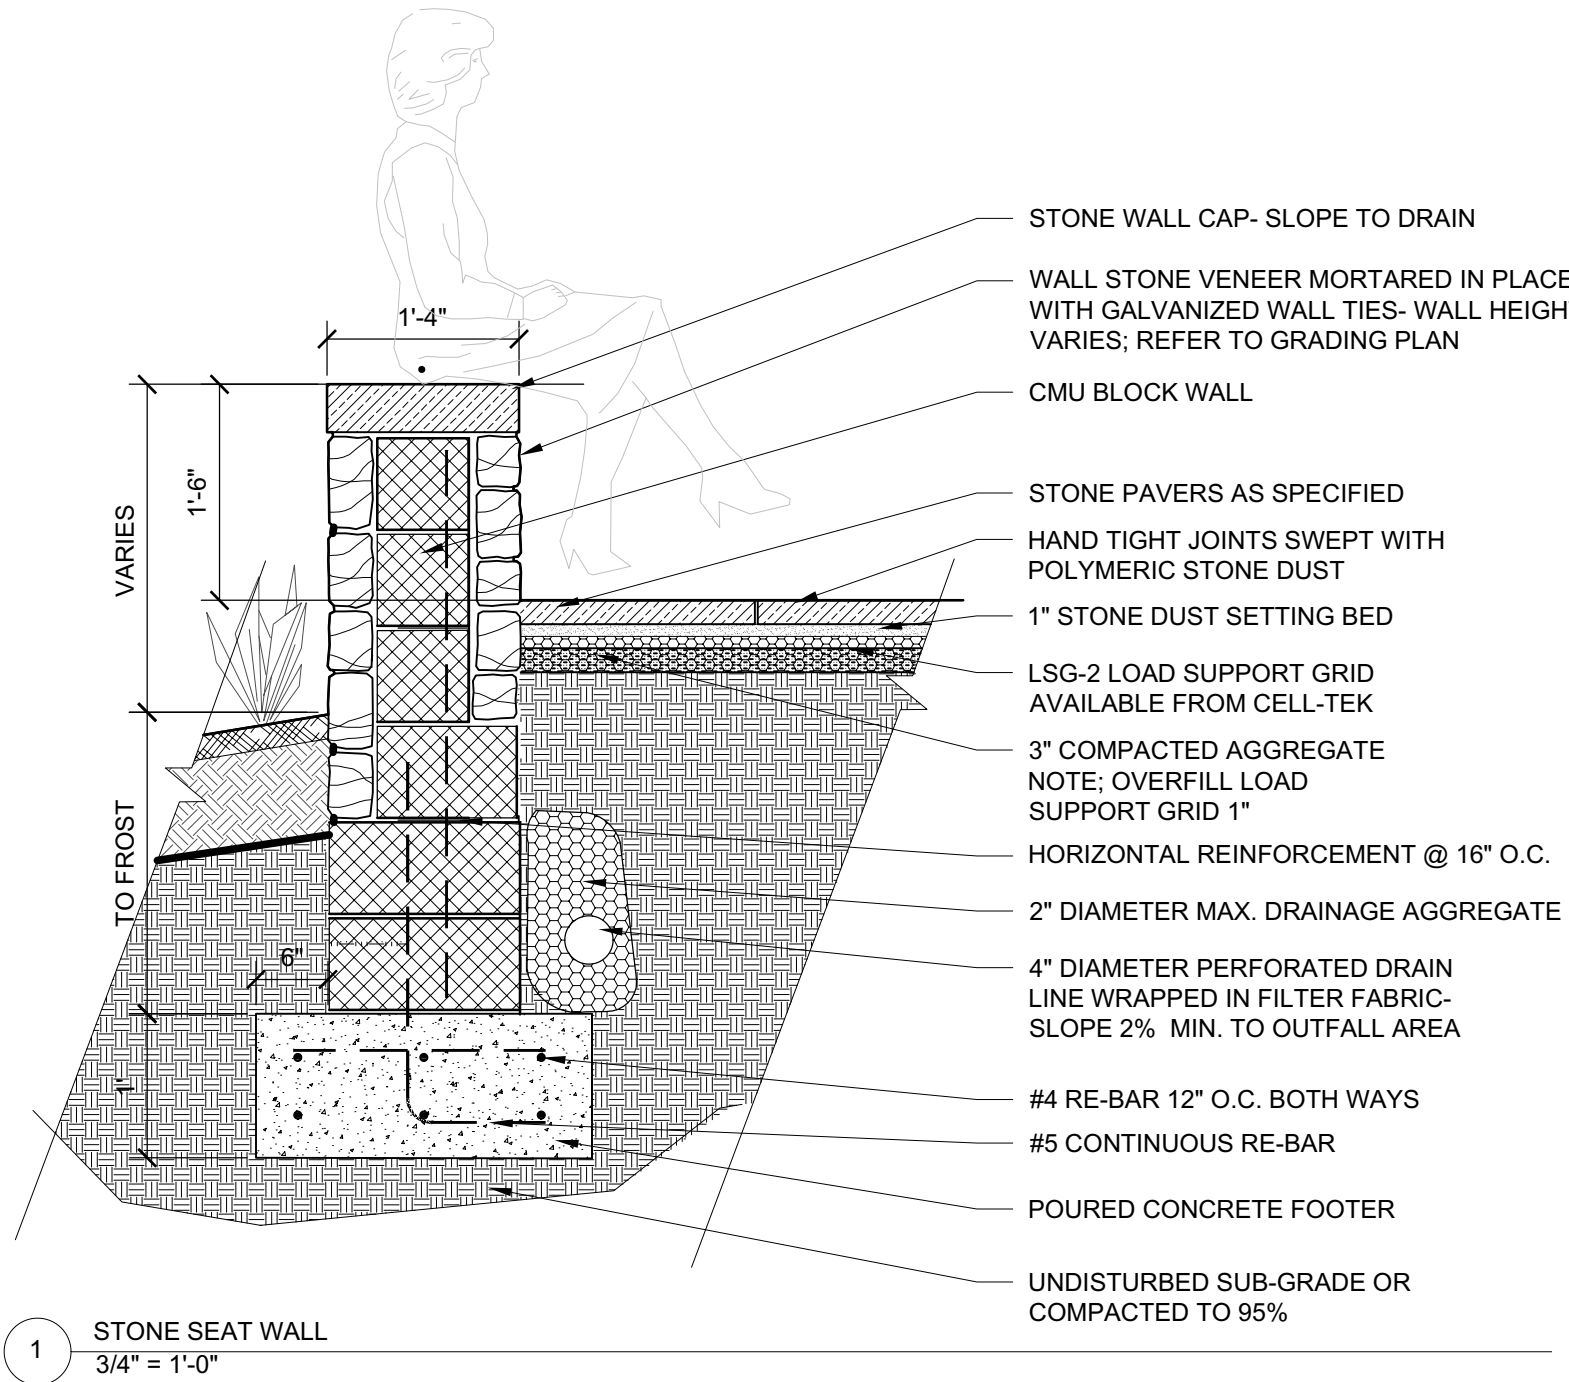 STONE WALL CAP- SLOPE TO DRAIN
WALL STONE VENEER MORTARED IN PLACE
WITH GALVANIZED WALL TIES- WALL HEIGH
VARIES; REFER TO GRADING PLAN
1'-4"
CMU BLOCK WALL
1'-6"
VARIES
STONE PAVERS AS SPECIFIED
HAND TIGHT JOINTS SWEPT WITH
POLYMERIC STONE DUST
1" STONE DUST SETTING BED
LSG-2 LOAD SUPPORT GRID
AVAILABLE FROM CELL-TEK
3" COMPACTED AGGREGATE
NOTE; OVERFILL LOAD
SUPPORT GRID 1"
TO FROST
HORIZONTAL REINFORCEMENT @ 16" O.C.
2" DIAMETER MAX. DRAINAGE AGGREGATE
6"
4" DIAMETER PERFORATED DRAIN
LINE WRAPPED IN FILTER FABRIC-
SLOPE 2% MIN. TO OUTFALL AREA
1'
#4 RE-BAR 12" O.C. BOTH WAYS
#5 CONTINUOUS RE-BAR
POURED CONCRETE FOOTER
UNDISTURBED SUB-GRADE OR
COMPACTED TO 95%
1
STONE SEAT WALL
3/4" = 1'-0"